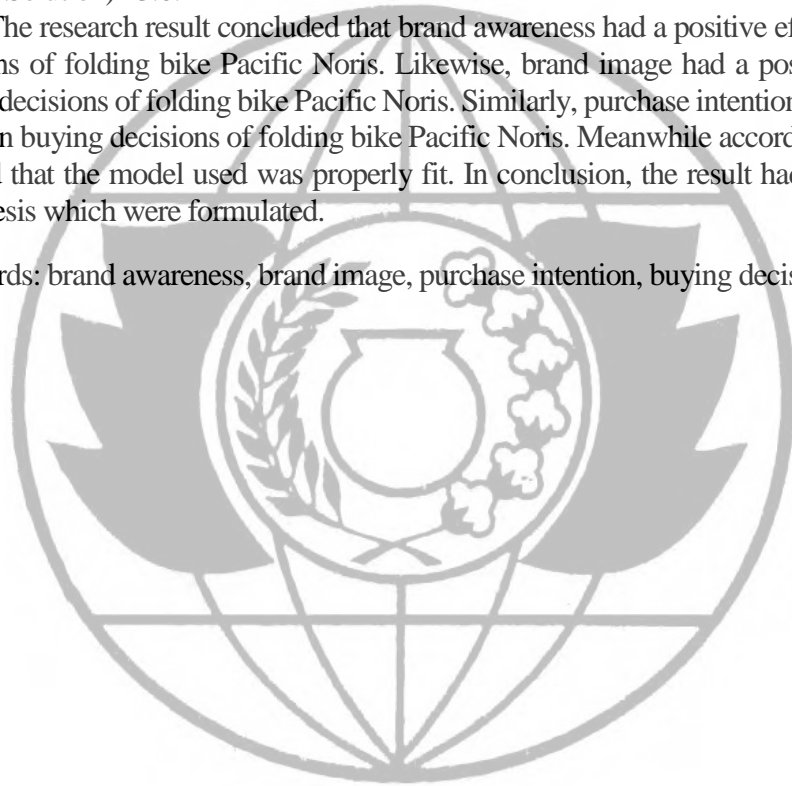 The research result concluded that brand awareness had a positive ef
ns of folding bike Pacific Noris. Likewise, brand image had a pos
decisions of folding bike Pacific Noris. Similarly, purchase intention
n buying decisions of folding bike Pacific Noris. Meanwhile accord
that the model used was properly fit. In conclusion, the result had
esis which were formulated.
rds: brand awareness, brand image, purchase intention, buying decis